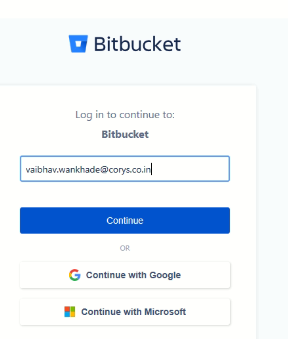 Bitbucket
Log in to continue to:
Bitbucket
vaibhav.wankhade@corys.co.in
Continue
OR
Continue with Google
Continue with Microsoft